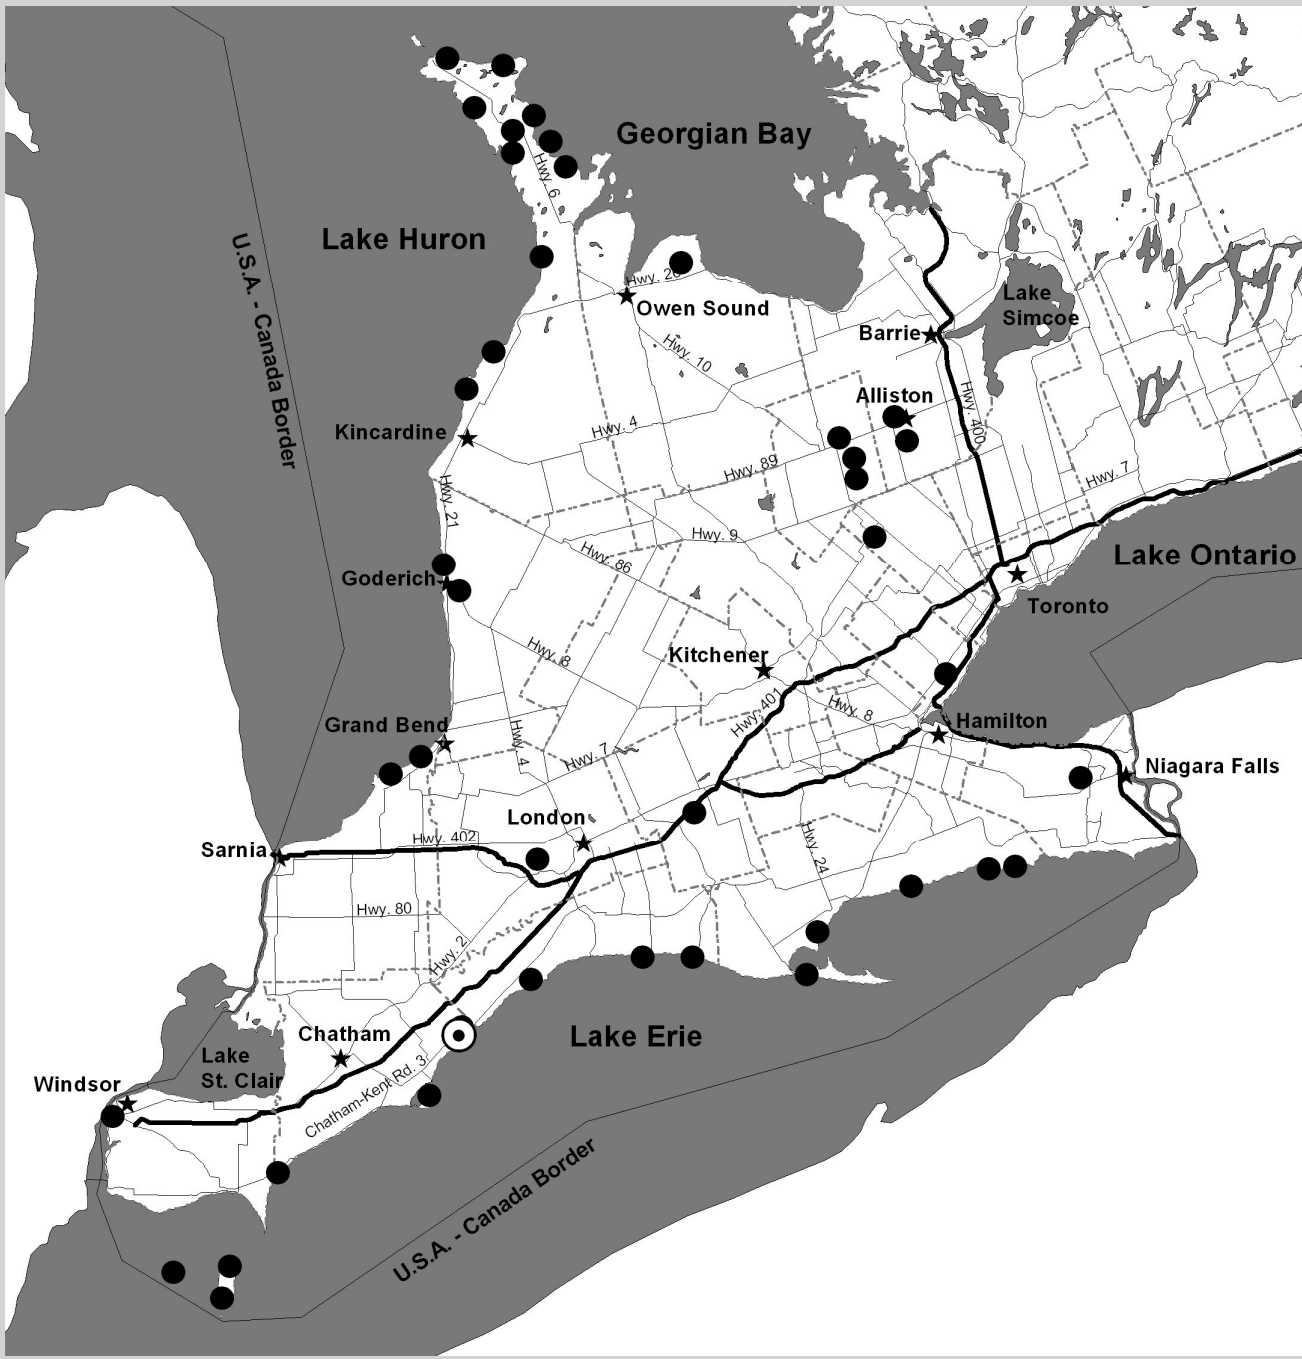 Georgian Bay
Hwy. 6
Lake Huron
U.S.A. - Canada Border
Hwy. 26
Owen Sound
Lake
Simcoe
Barrie
Hwy. 10
Alliston
Hwy. 400
Kincardine
Hwy. 4
Hwy. 89
Hwy. 7
Hwy. 21
Hwy. 9
Hwy. 86
Lake Ontario
Goderich
Toronto
Hwy. 8
Kitchener
Hwy. 401
Hwy. 8
Grand Bend
Hwy. 4
Hwy. 7
Hamilton
Niagara Falls
London
Sarnia
Hwy. 402
Hwy. 24
Hwy. 80
Hwy. 2
Chatham
Lake Erie
Lake
St. Clair
Windsor
Chatham-Kent Rd. 3
U.S.A. - Canada Border